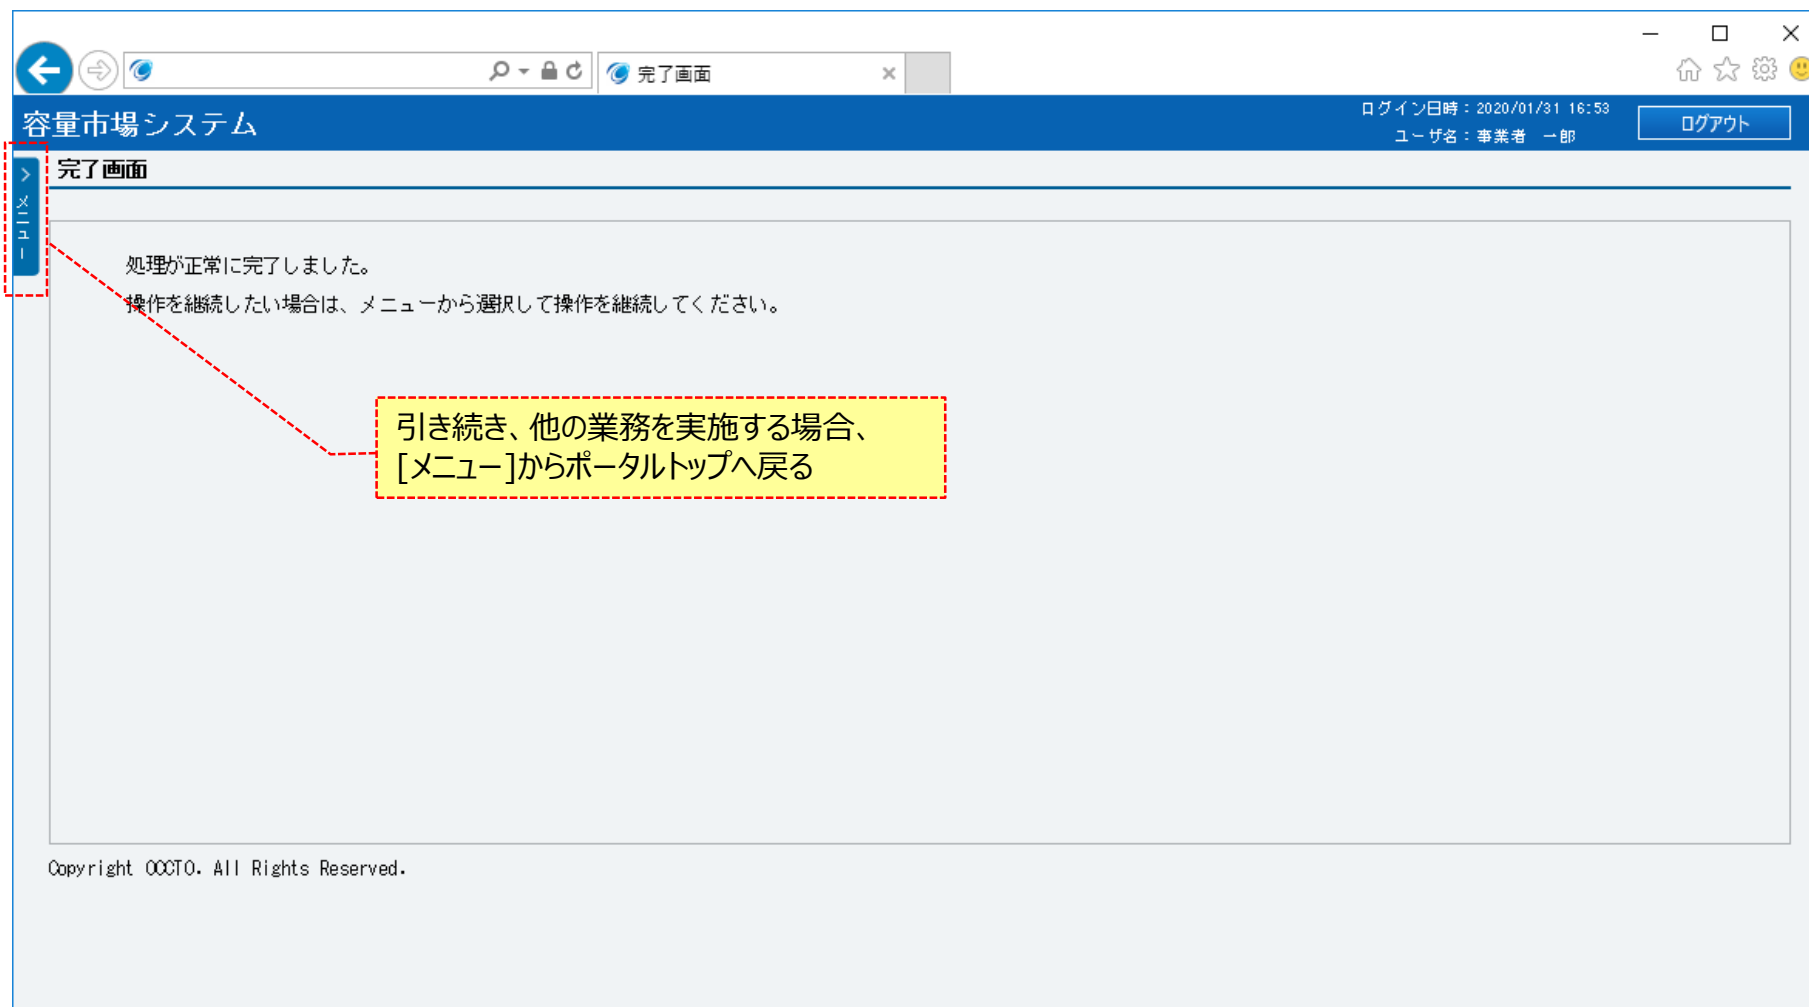 完了画面
容量市場システム
ログイン日時：2020/01/31 16:53
ユーザ名：事業者　一郎
ログアウト
メニュー
完了画面
処理が正常に完了しました。
操作を継続したい場合は、メニューから選択して操作を継続してください。
引き続き、他の業務を実施する場合、
[メニュー]からポータルトップへ戻る
Copyright OCCTO. All Rights Reserved.